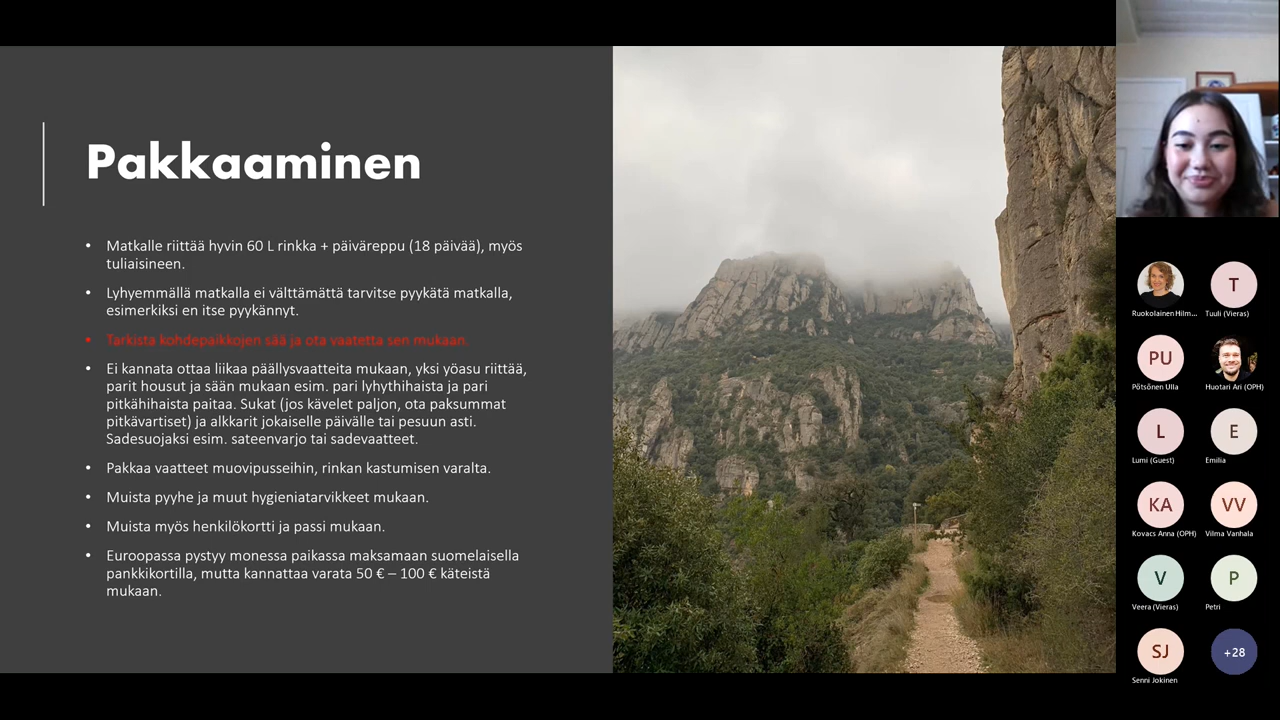 Pakkaaminen
• Matkalle riittää hyvin 60 L rinkka + päiväreppu (18 päivää), myös
tuliaisineen.
• Lyhyemmällä matkalla ei välttämättä tarvitse pyykätä matkalla,
esimerkiksi en itse pyykännyt.
• Tarkista kohdepaikkojen sää ja ota vaatetta sen mukaan.
• Ei kannata ottaa liikaa päällysvaatteita mukaan, yksi yöasu riittää,
parit housut ja sään mukaan esim. pari lyhythihaista ja pari
pitkähihaista paitaa. Sukat (jos kävelet paljon, ota paksummat
pitkävartiset) ja alkkarit jokaiselle päivälle tai pesuun asti.
Sadesuojaksi esim. sateenvarjo tai sadevaatteet.
• Pakkaa vaatteet muovipusseihin, rinkan kastumisen varalta.
• Muista pyyhe ja muut hygieniatarvikkeet mukaan.
• Muista myös henkilökortti ja passi mukaan.
• Euroopassa pystyy monessa paikassa maksamaan suomelaisella
pankkikortilla, mutta kannattaa varata 50 € – 100 € käteistä
mukaan.
Ruokolainen Hilm...
T
Tuuli (Vieras)
PU
Pötsönen Ulla
Huotari Ari (OPH)
L
Lumi (Guest)
E
Emilia
KA
Kovacs Anna (OPH)
VV
Vilma Vanhala
V
Veera (Vieras)
P
Petri
SJ
Senni Jokinen
+28